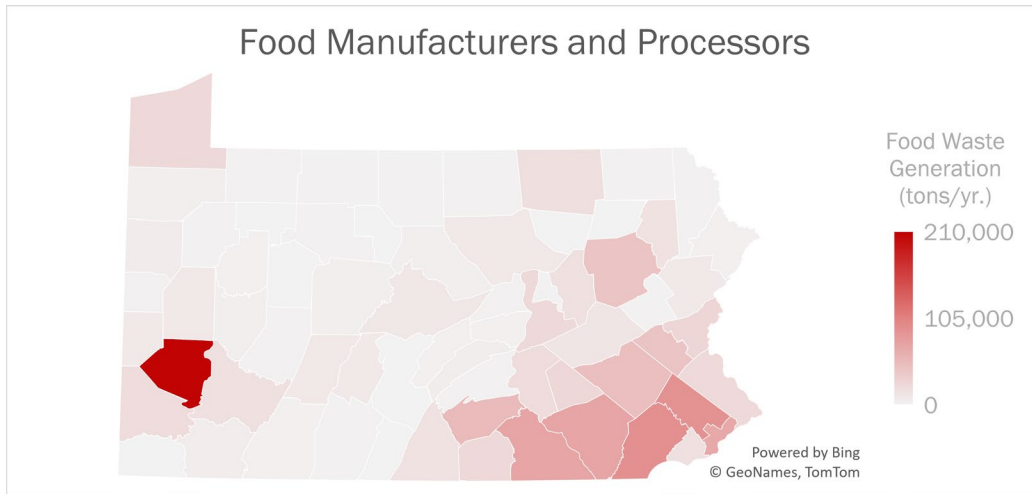 Food Manufacturers and Processors
Food Waste
Generation
(tons/yr.)
210,000
105,000
0
Powered by Bing
© GeoNames, TomTom